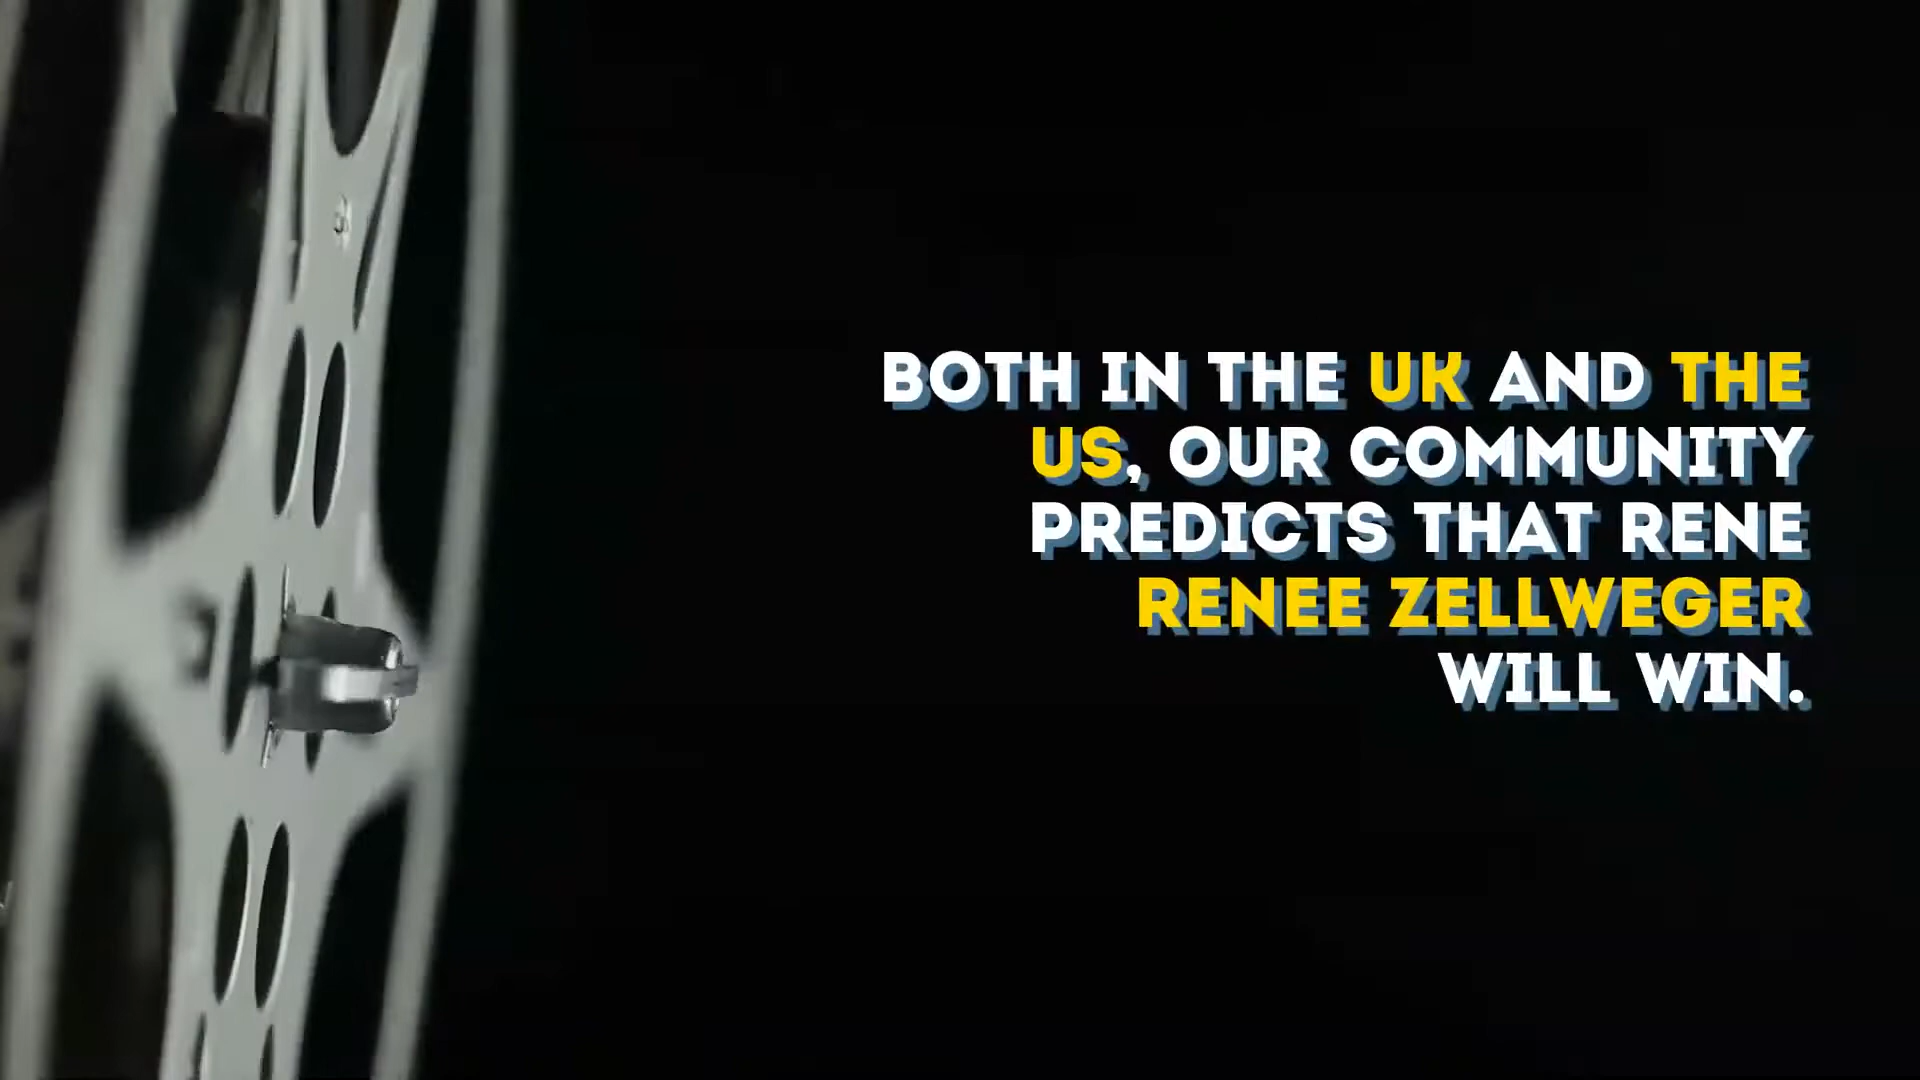 BOTH IN THE UK AND THE
US, OUR COMMUNITY
PREDICTS THAT RENE
RENEE ZELLWEGER
WILL WIN.